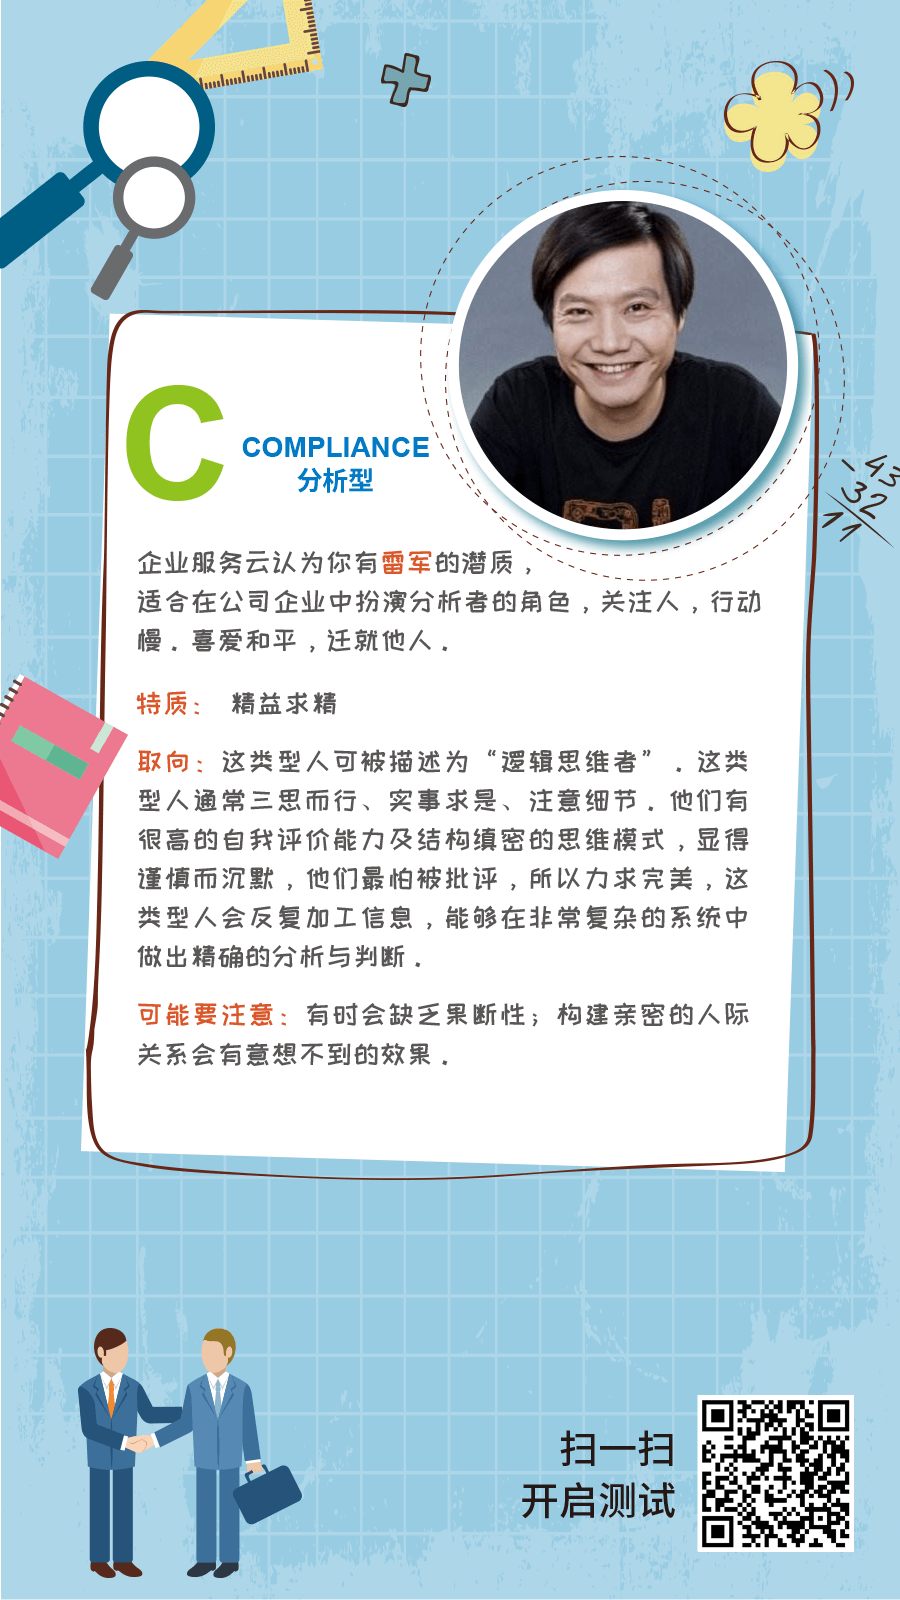 C
COMPLIANCE
分析型
企业服务云认为你有雷军的潜质，
适合在公司企业中扮演分析者的角色，关注人，行动
慢．喜爱和平，迁就他人．
特质： 精益求精
取向：这类型人可被描述为“逻辑思维者”．这类
型人通常三思而行、实事求是、注意细节．他们有
很高的自我评价能力及结构缜密的思维模式，显得
谨慎而沉默，他们最怕被批评，所以力求完美，这
类型人会反复加工信息，能够在非常复杂的系统中
做出精确的分析与判断．
可能要注意：有时会缺乏果断性；构建亲密的人际
关系会有意想不到的效果．
-43
32
11
扫一扫
开启测试